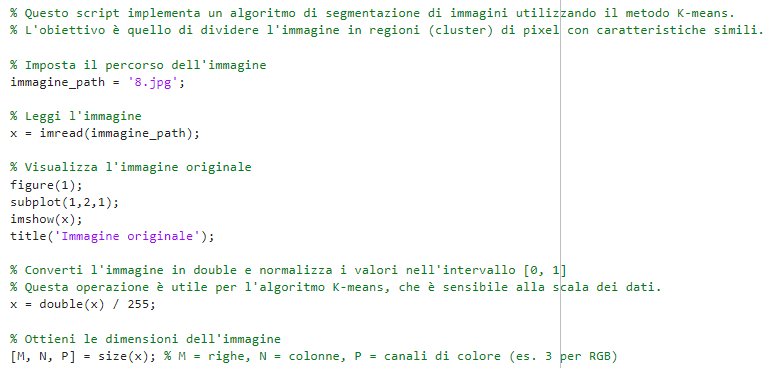 % Questo script implementa un algoritmo di segmentazione di immagini utilizzando il metodo K-means.
% L'obiettivo è quello di dividere l'immagine in regioni (cluster) di pixel con caratteristiche simili.
% Imposta il percorso dell'immagine
immagine_path = '8.jpg';
% Leggi l'immagine
x = imread(immagine_path);
% Visualizza l'immagine originale
figure(1);
subplot(1,2,1);
imshow(x);
title('Immagine originale');
% Converti l'immagine in double e normalizza i valori nell'intervallo [0, 1]
% Questa operazione è utile per l'algoritmo K-means, che è sensibile alla scala dei dati.
x = double(x) / 255;
% Ottieni le dimensioni dell'immagine
[M, N, P] = size(x); % M = righe, N = colonne, P = canali di colore (es. 3 per RGB)